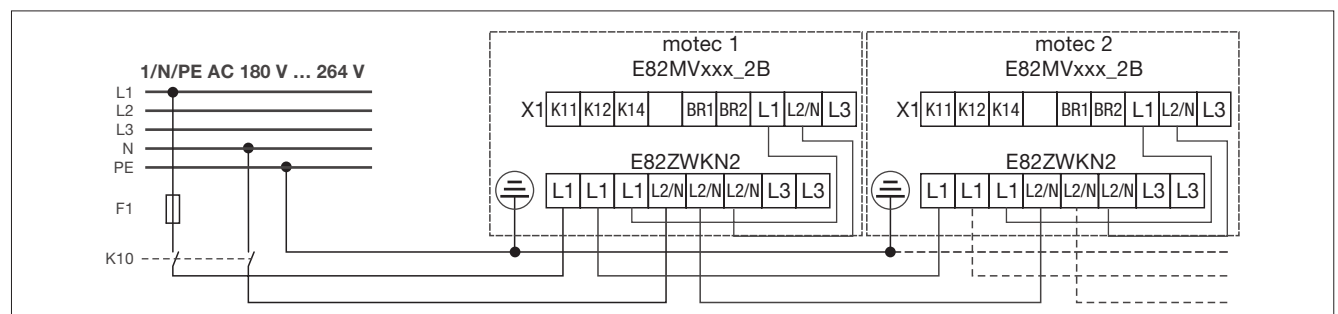 motec 1
E82MVxxx_2B
motec 2
E82MVxxx_2B
1/N/PE AC 180 V … 264 V
L1
L2
L3
N
PE
F1
K10
X1 K11 K12 K14 BR1 BR2 L1 L2/N L3
X1 K11 K12 K14 BR1 BR2 L1 L2/N L3
E82ZWKN2
L1 L1 L1 L2/N L2/N L2/N L3 L3
E82ZWKN2
L1 L1 L1 L2/N L2/N L2/N L3 L3